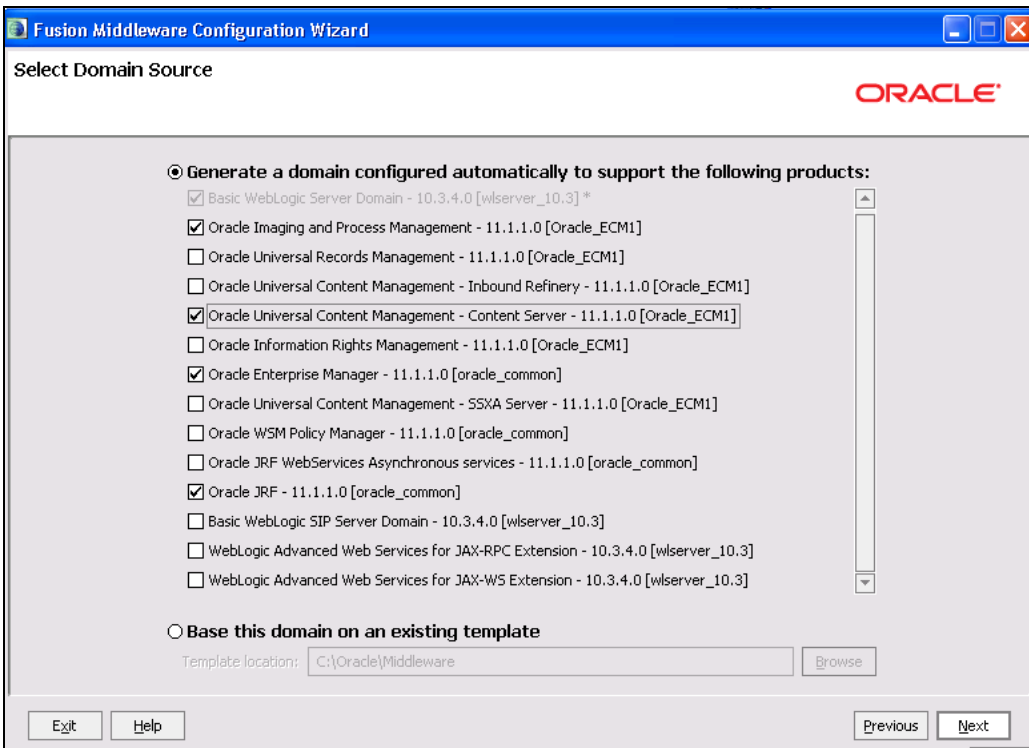 Fusion Middleware Configuration Wizard
Select Domain Source
ORACLE
Generate a domain configured automatically to support the following products:
Basic WebLogic Server Domain - 10.3.4.0 [wlserver_10.3] *
Oracle Imaging and Process Management - 11.1.1.0 [Oracle_ECM1]
Oracle Universal Records Management - 11.1.1.0 [Oracle_ECM1]
Oracle Universal Content Management - Inbound Refinery - 11.1.1.0 [Oracle_ECM1]
Oracle Universal Content Management - Content Server - 11.1.1.0 [Oracle_ECM1]
Oracle Information Rights Management - 11.1.1.0 [Oracle_ECM1]
Oracle Enterprise Manager - 11.1.1.0 [oracle_common]
Oracle Universal Content Management - SSXA Server - 11.1.1.0 [Oracle_ECM1]
Oracle WSM Policy Manager - 11.1.1.0 [oracle_common]
Oracle JRF WebServices Asynchronous services - 11.1.1.0 [oracle_common]
Oracle JRF - 11.1.1.0 [oracle_common]
Basic WebLogic SIP Server Domain - 10.3.4.0 [wlserver_10.3]
WebLogic Advanced Web Services for JAX-RPC Extension - 10.3.4.0 [wlserver_10.3]
WebLogic Advanced Web Services for JAX-WS Extension - 10.3.4.0 [wlserver_10.3]
Base this domain on an existing template
Template location: C:\Oracle\Middleware Browse
Exit Help Previous Next